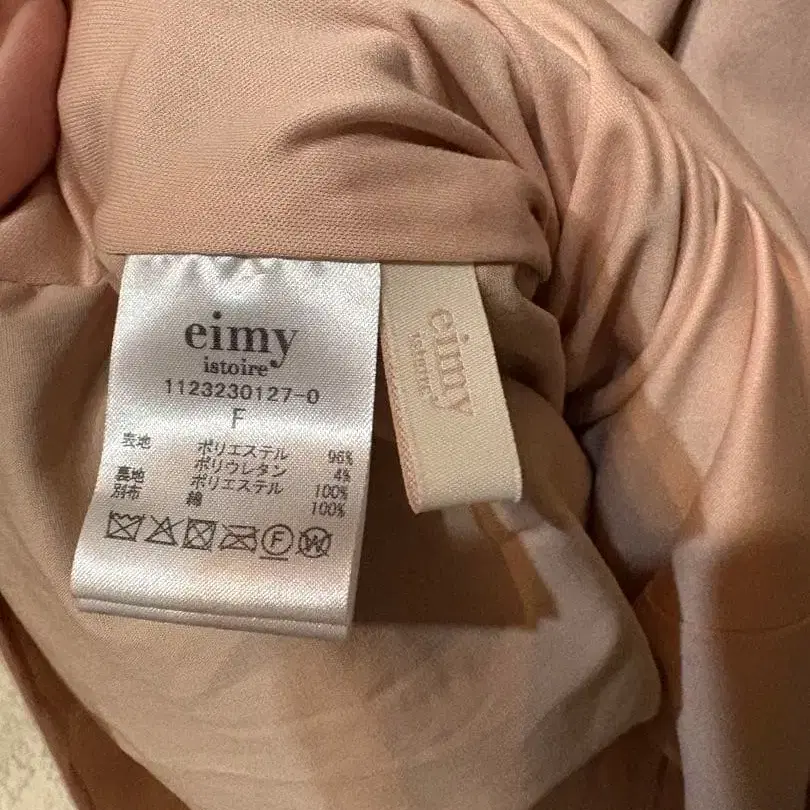 eimy
istoire
1123230127-0
F
表地 ポリエステル 96%
ポリウレタン 4%
裏地 ポリエステル 100%
別布 綿 100%
F W
eimy
istoire